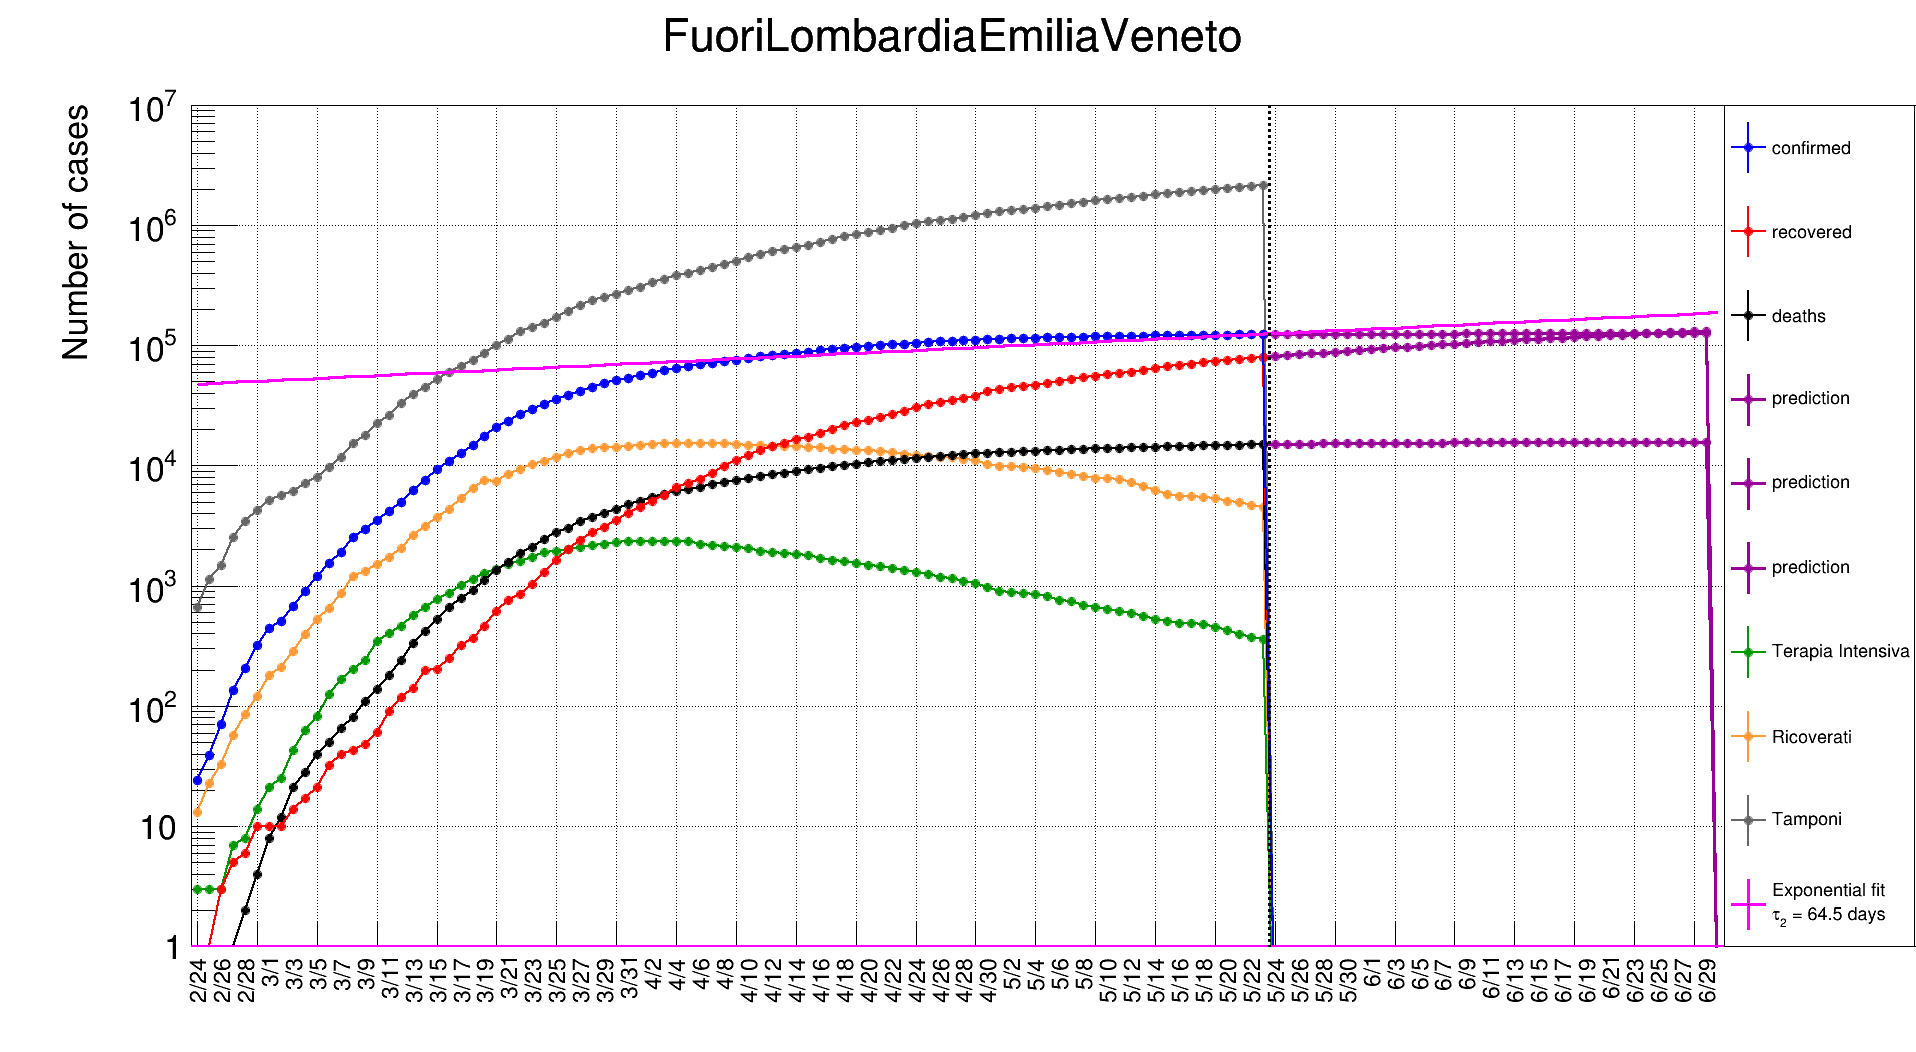 FuoriLombardiaEmiliaVeneto
Number of cases
10^7
10^6
10^5
10^4
10^3
10^2
10
1
2/24 2/26 2/28 3/1 3/3 3/5 3/7 3/9 3/11 3/13 3/15 3/17 3/19 3/21 3/23 3/25 3/27 3/29 3/31 4/2 4/4 4/6 4/8 4/10 4/12 4/14 4/16 4/18 4/20 4/22 4/24 4/26 4/28 4/30 5/2 5/4 5/6 5/8 5/10 5/12 5/14 5/16 5/18 5/20 5/22 5/24 5/26 5/28 5/30 6/1 6/3 6/5 6/7 6/9 6/11 6/13 6/15 6/17 6/19 6/21 6/23 6/25 6/27 6/29
confirmed
recovered
deaths
prediction
prediction
prediction
Terapia Intensiva
Ricoverati
Tamponi
Exponential fit
τ₂ = 64.5 days